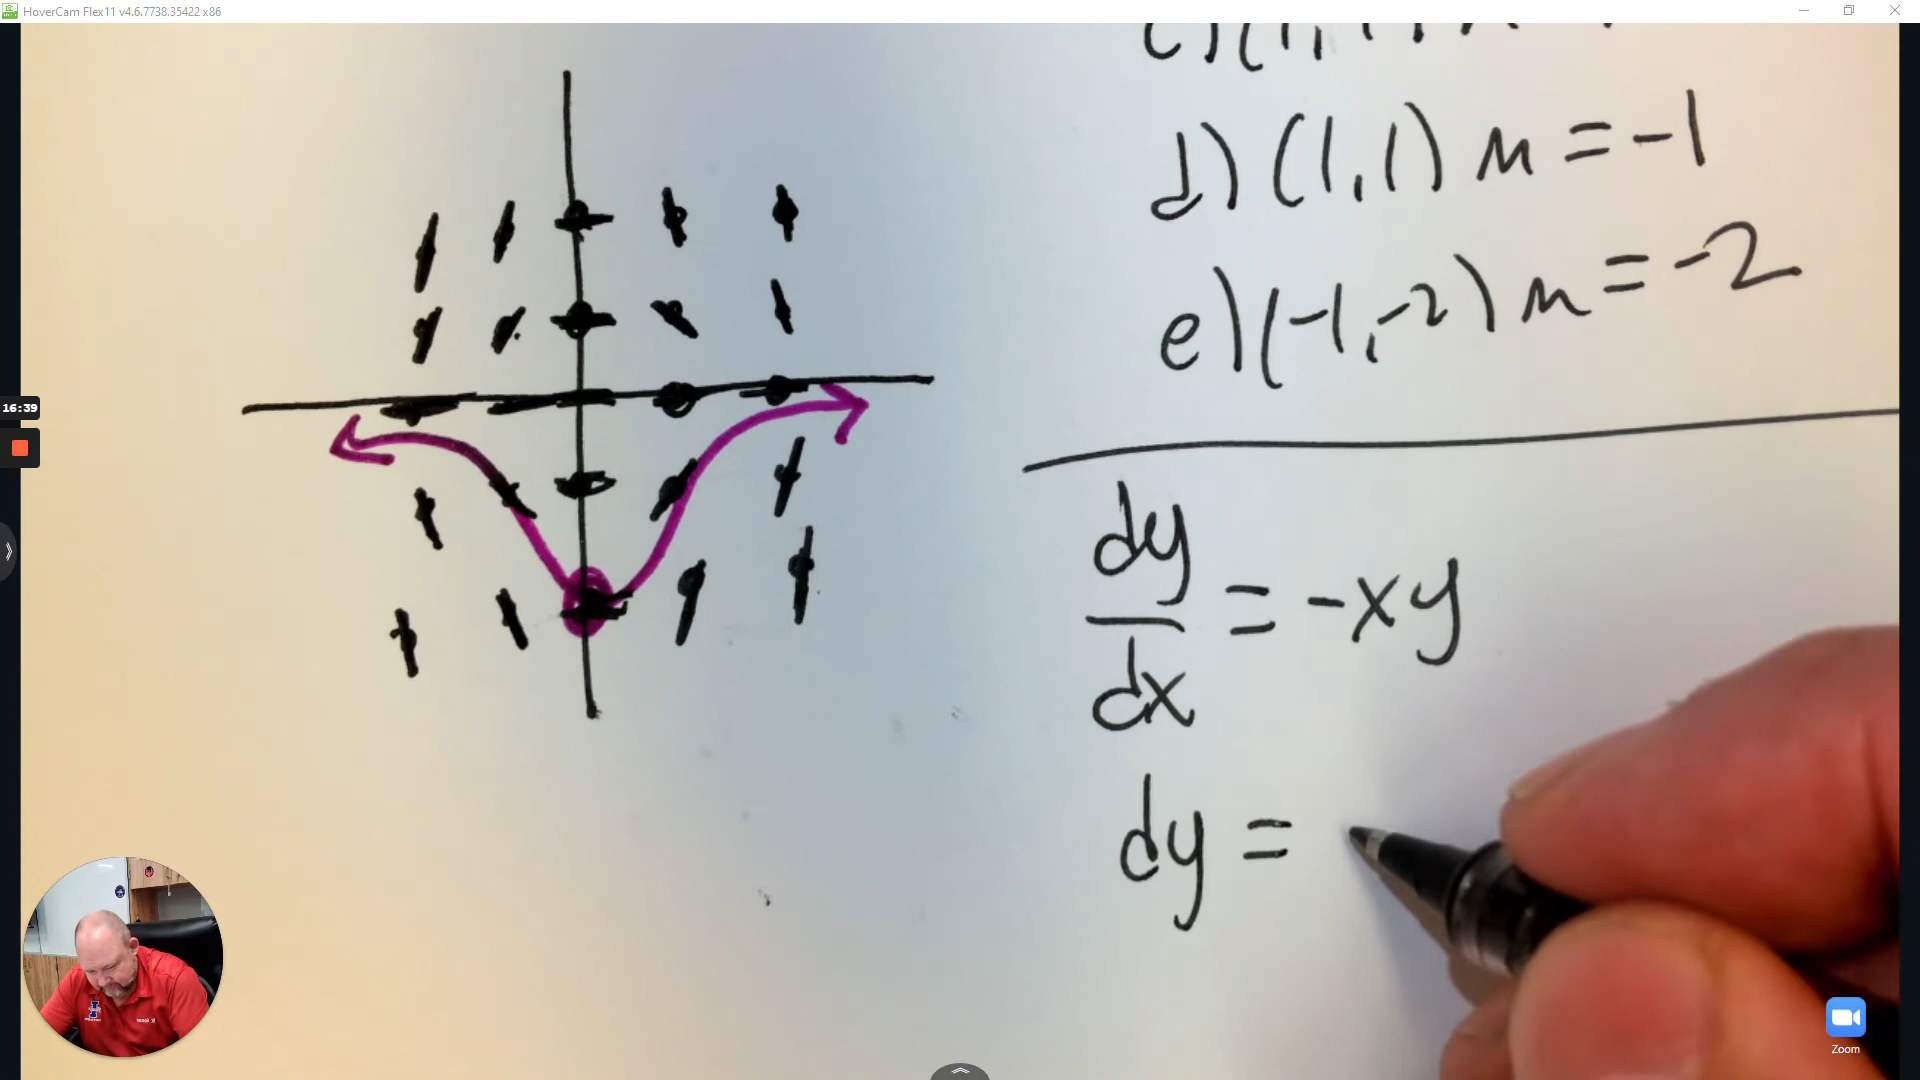 HoverCam Flex11 v4.6.7738.35422 x86
d) (1,1) m = -1
e) (-1,-2) m = -2
16:39
dy
dx
= -xy
dy =
Zoom